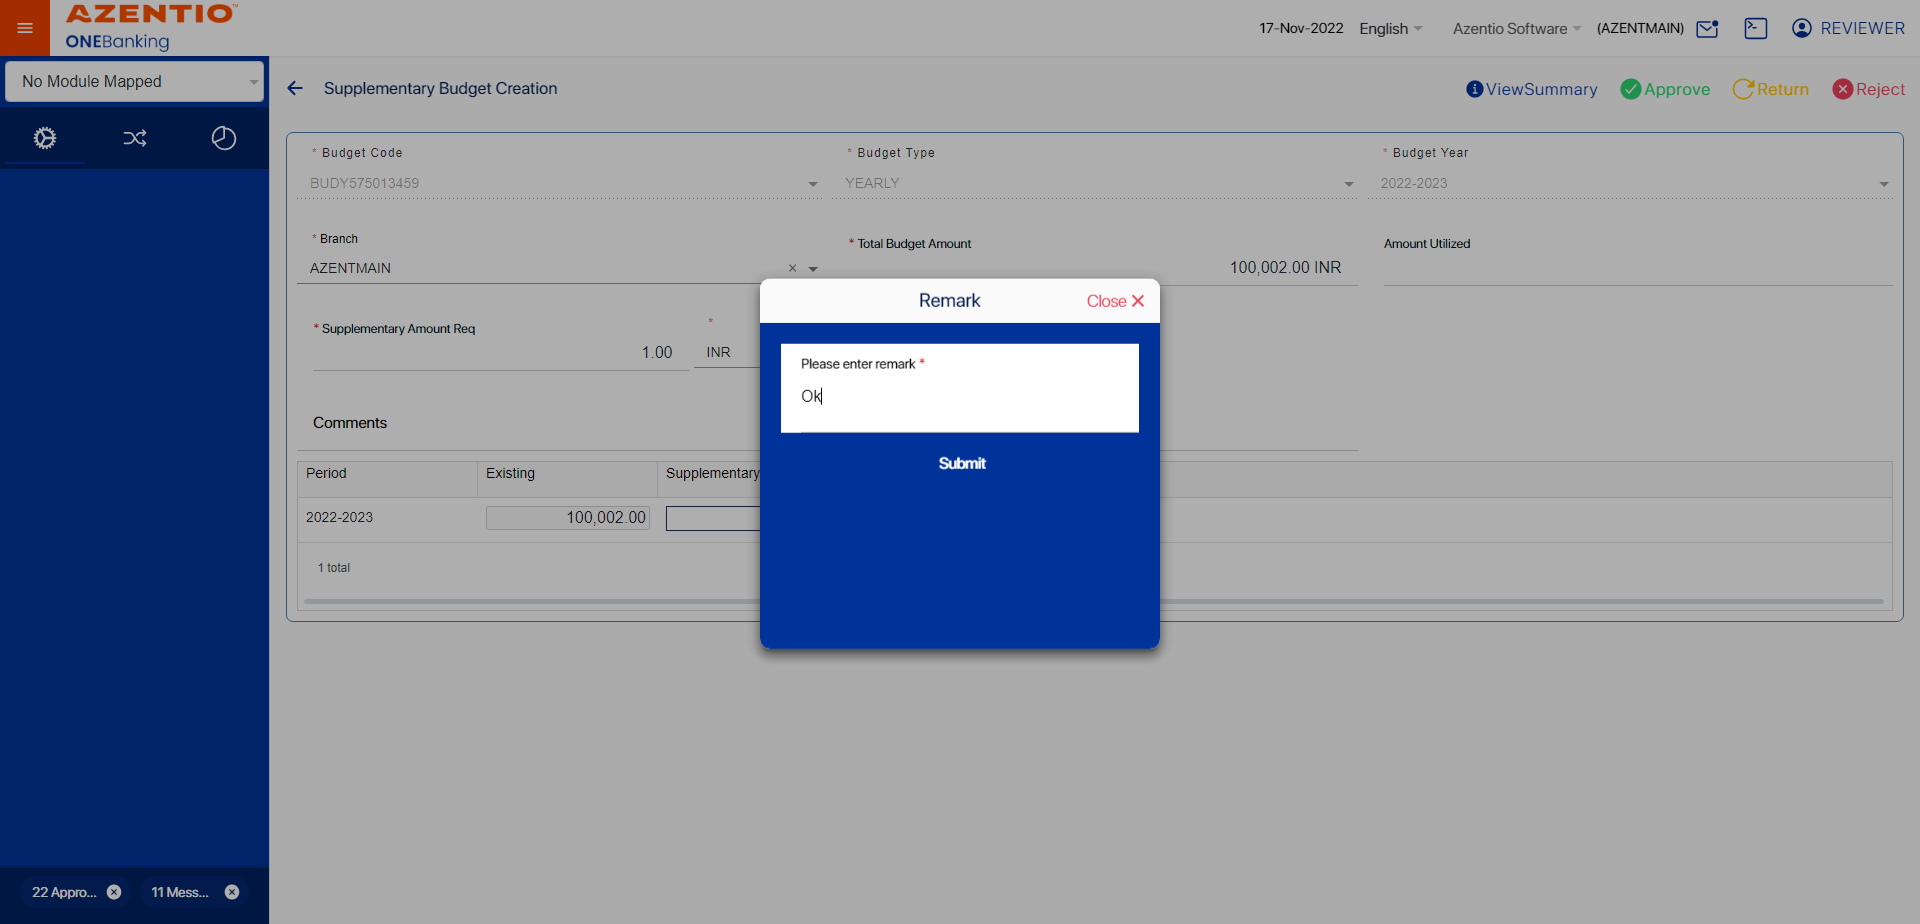 AZENTIO™
ONEBanking
17-Nov-2022 English Azentio Software (AZENTMAIN) REVIEWER
No Module Mapped
Supplementary Budget Creation
ViewSummary Approve Return Reject
* Budget Code
* Budget Type
* Budget Year
BUDY575013459
YEARLY
2022-2023
* Branch
* Total Budget Amount
Amount Utilized
AZENTMAIN
100,002.00 INR
Remark
Close
* Supplementary Amount Req
*
1.00
INR
Please enter remark *
Ok
Submit
Comments
Period
Existing
Supplementary
2022-2023
100,002.00
1 total
22 Appro...
11 Mess...